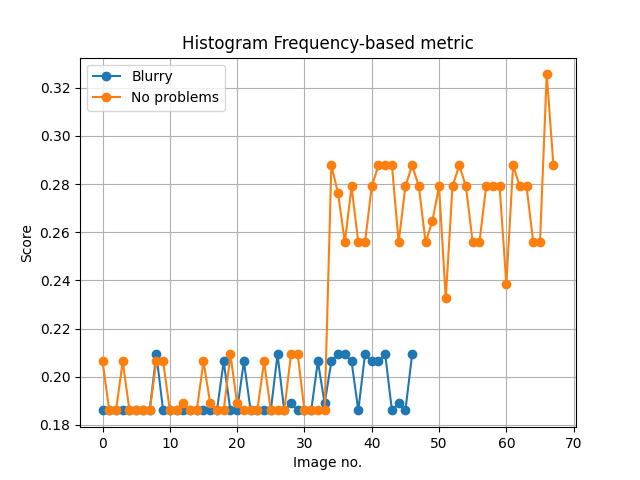 Histogram Frequency-based metric
Blurry
No problems
Score
0.32
0.30
0.28
0.26
0.24
0.22
0.20
0.18
0 10 20 30 40 50 60 70
Image no.